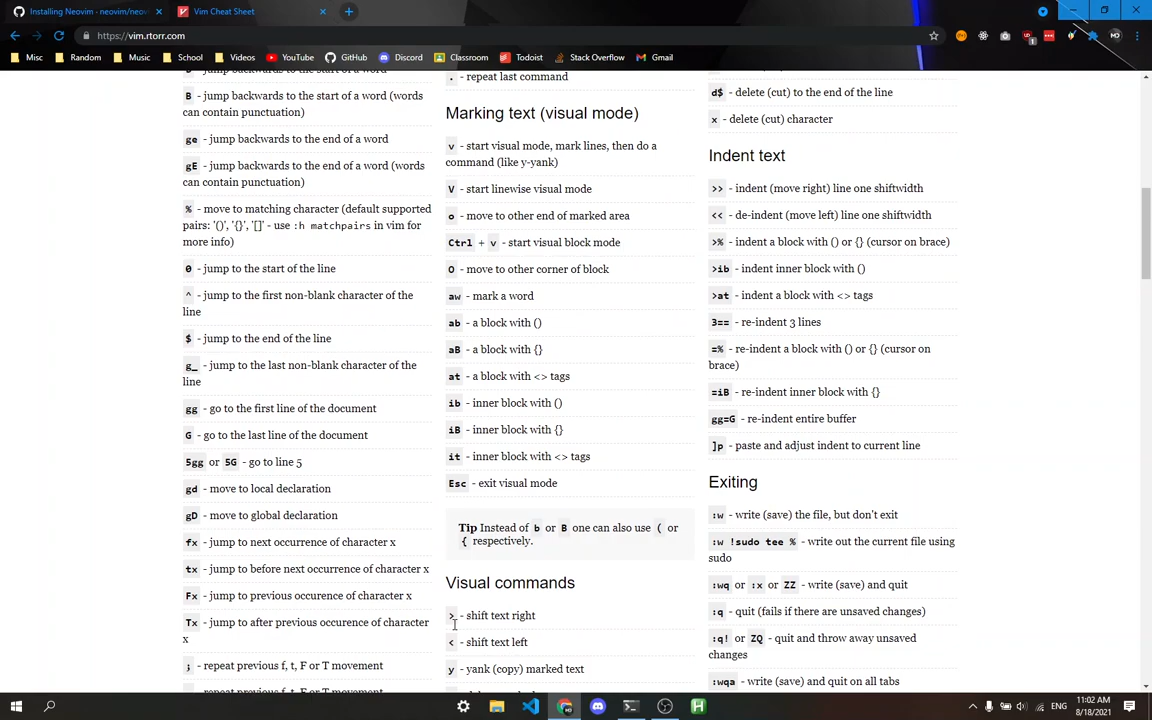 Installing Neovim - neovim/neov
Vim Cheat Sheet
https://vim.rtorr.com
Misc
Random
Music
School
Videos
YouTube
GitHub
Discord
Classroom
Todoist
Stack Overflow
Gmail
B - jump backwards to the start of a word (words
can contain punctuation)
ge - jump backwards to the end of a word
gE - jump backwards to the end of a word (words
can contain punctuation)
% - move to matching character (default supported
pairs: '()', '{}', '[]' - use :h matchpairs in vim for
more info)
0 - jump to the start of the line
^ - jump to the first non-blank character of the
line
$ - jump to the end of the line
g_ - jump to the last non-blank character of the
line
gg - go to the first line of the document
G - go to the last line of the document
5gg or 5G - go to line 5
gd - move to local declaration
gD - move to global declaration
fx - jump to next occurrence of character x
tx - jump to before next occurrence of character x
Fx - jump to previous occurence of character x
Tx - jump to after previous occurence of character
x
; - repeat previous f, t, F or T movement
. - repeat last command
Marking text (visual mode)
v - start visual mode, mark lines, then do a
command (like y-yank)
V - start linewise visual mode
o - move to other end of marked area
Ctrl + v - start visual block mode
O - move to other corner of block
aw - mark a word
ab - a block with ()
aB - a block with {}
at - a block with <> tags
ib - inner block with ()
iB - inner block with {}
it - inner block with <> tags
Esc - exit visual mode
Tip Instead of b or B one can also use ( or
{ respectively.
Visual commands
> - shift text right
< - shift text left
y - yank (copy) marked text
d$ - delete (cut) to the end of the line
x - delete (cut) character
Indent text
>> - indent (move right) line one shiftwidth
<< - de-indent (move left) line one shiftwidth
>% - indent a block with () or {} (cursor on brace)
>ib - indent inner block with ()
>at - indent a block with <> tags
3== - re-indent 3 lines
=% - re-indent a block with () or {} (cursor on
brace)
=iB - re-indent inner block with {}
gg=G - re-indent entire buffer
]p - paste and adjust indent to current line
Exiting
:w - write (save) the file, but don't exit
:w !sudo tee % - write out the current file using
sudo
:wq or :x or ZZ - write (save) and quit
:q - quit (fails if there are unsaved changes)
:q! or ZQ - quit and throw away unsaved
changes
:wqa - write (save) and quit on all tabs
ENG
11:02 AM
8/18/2021